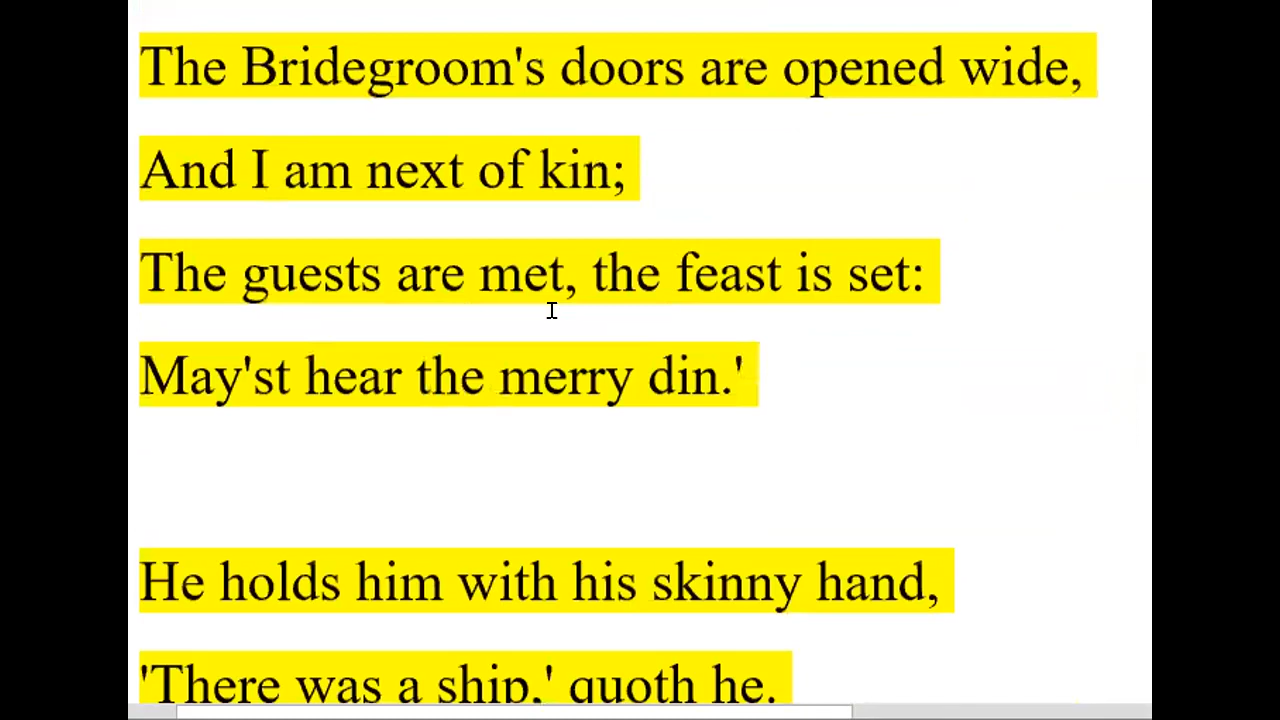 The Bridegroom's doors are opened wide,
And I am next of kin;
The guests are met, the feast is set:
May'st hear the merry din.'
He holds him with his skinny hand,
'There was a ship,' quoth he.